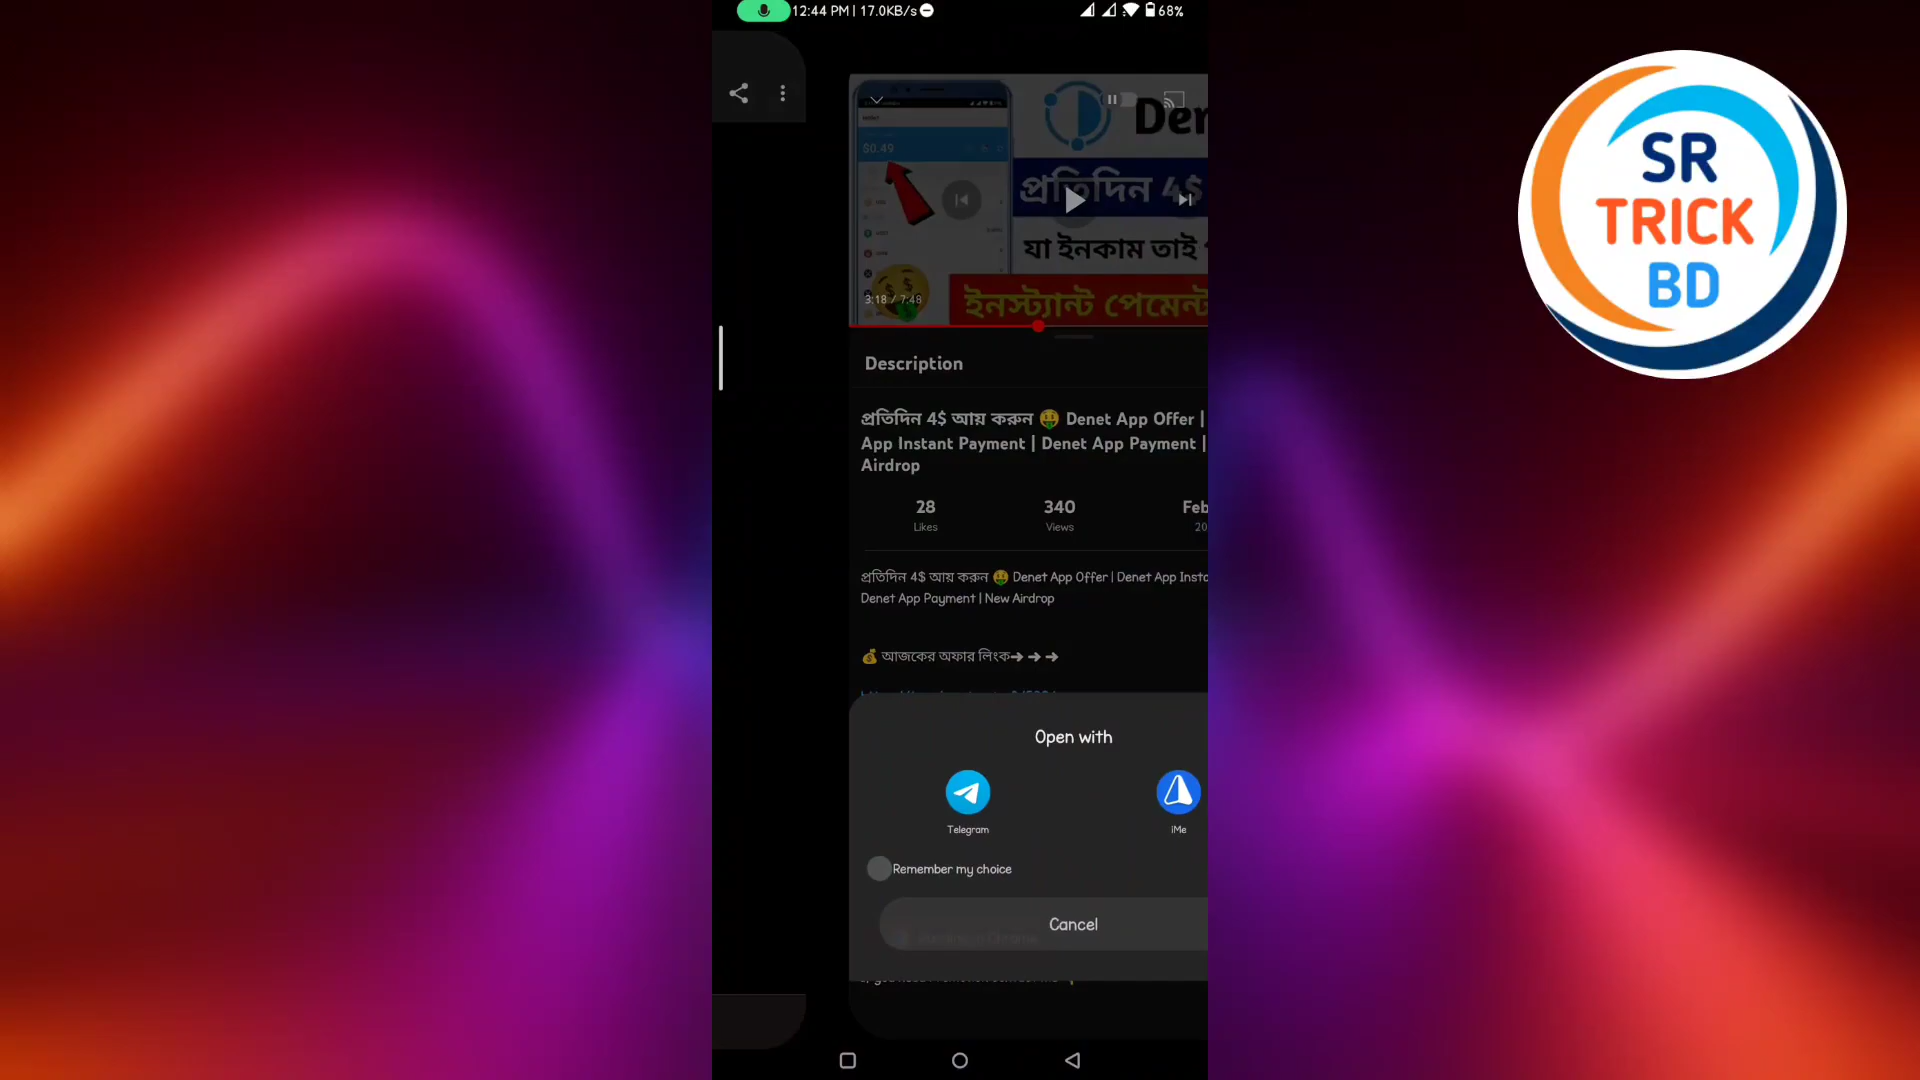 12:44 PM | 17.0KB/s
68%
SR
TRICK
BD
$0.49
Den
প্রতিদিন 4$
যা ইনকাম তাই
3:18 / 7:48
ইনস্ট্যান্ট পেমেন্ট
Description
প্রতিদিন 4$ আয় করুন 🤑 Denet App Offer |
App Instant Payment | Denet App Payment |
Airdrop
28
340
Feb
Likes
Views
20
প্রতিদিন 4$ আয় করুন 🤑 Denet App Offer | Denet App Insta
Denet App Payment | New Airdrop
💰 আজকের অফার লিংক➜ ➜ ➜
Open with
Telegram
iMe
Remember my choice
Cancel